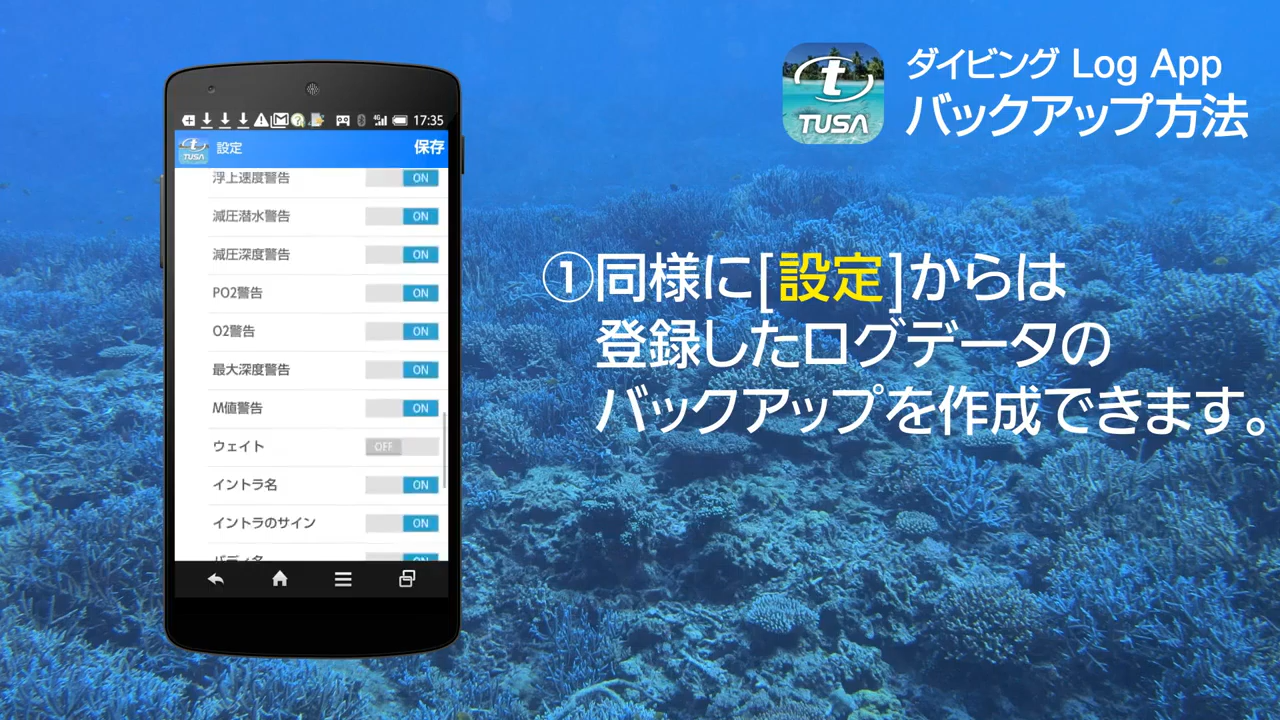 ダイビング Log App
バックアップ方法
TUSA
17:35
TUSA
設定
保存
浮上速度警告 ON
減圧潜水警告 ON
減圧深度警告 ON
PO2警告 ON
O2警告 ON
最大深度警告 ON
M値警告 ON
ウェイト OFF
イントラ名 ON
イントラのサイン ON
バディ名 ON
①同様に[設定]からは
登録したログデータの
バックアップを作成できます。